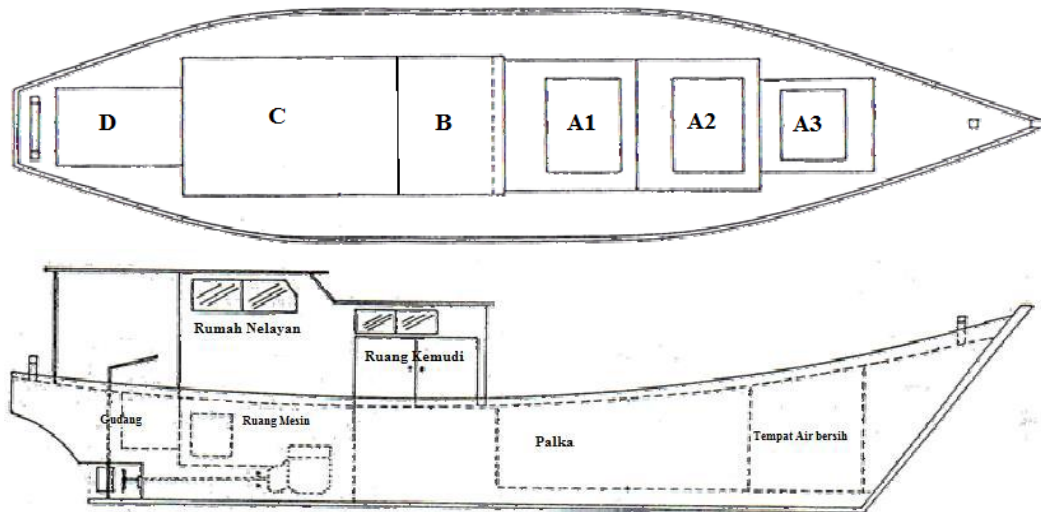 D
C
B
A1
A2
A3
Rumah Nelayan
Ruang Kemudi
Gudang
Ruang Mesin
Palka
Tempat Air bersih